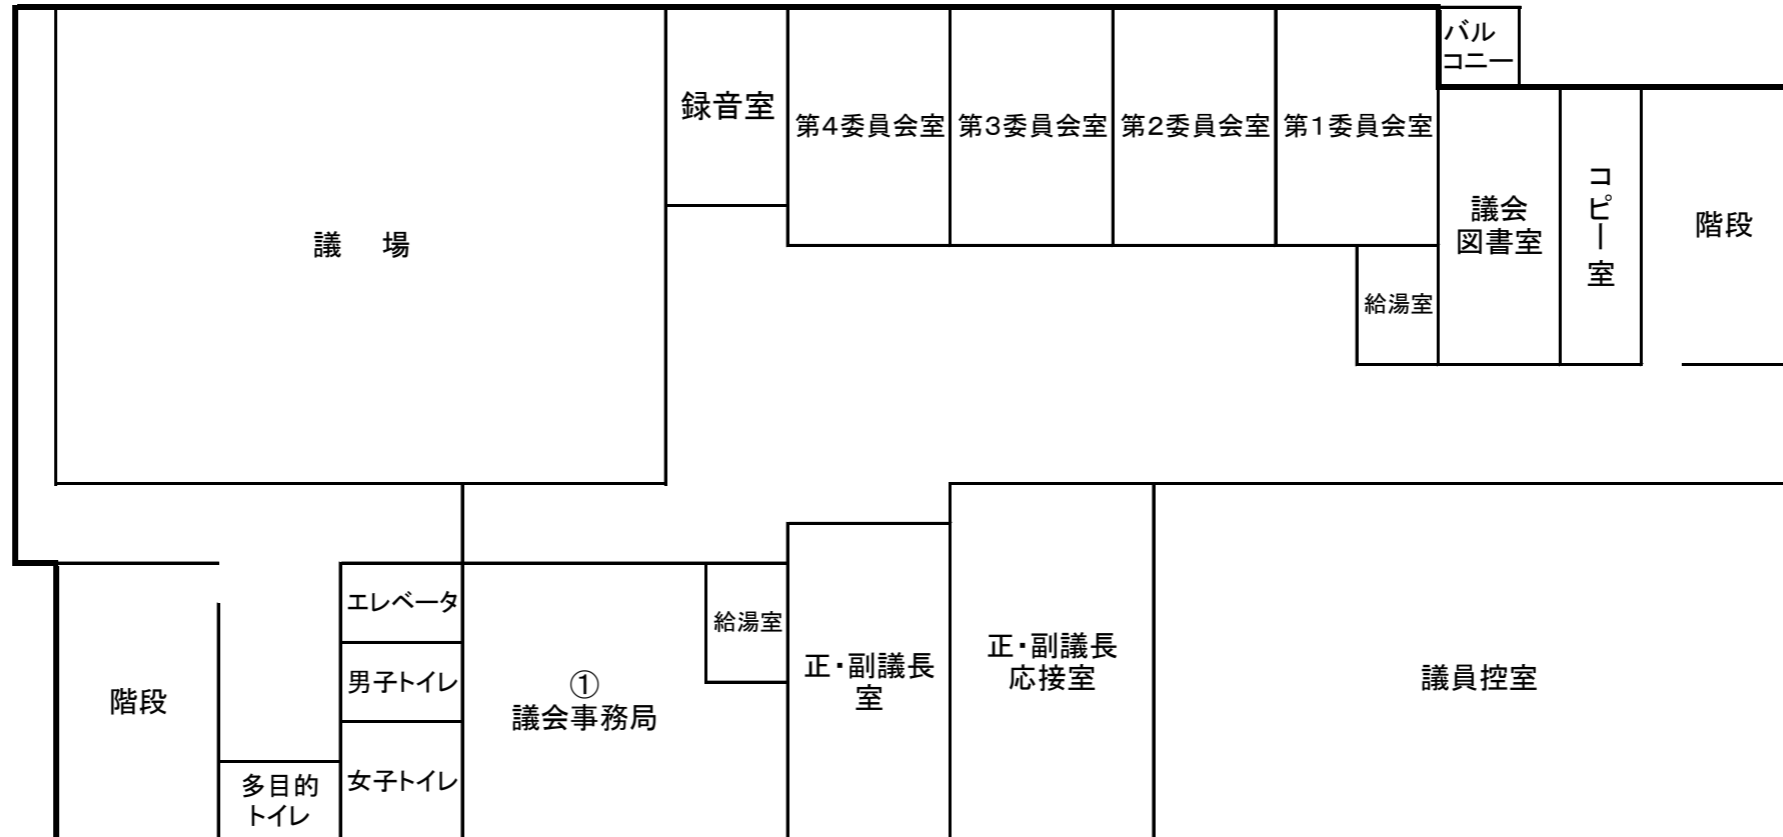 バル
コニー
録音室
第4委員会室
第3委員会室
第2委員会室
第1委員会室
議 場
議会
図書室
コピー室
階段
給湯室
エレベータ
男子トイレ
女子トイレ
階段
多目的
トイレ
①
議会事務局
給湯室
正・副議長
室
正・副議長
応接室
議員控室